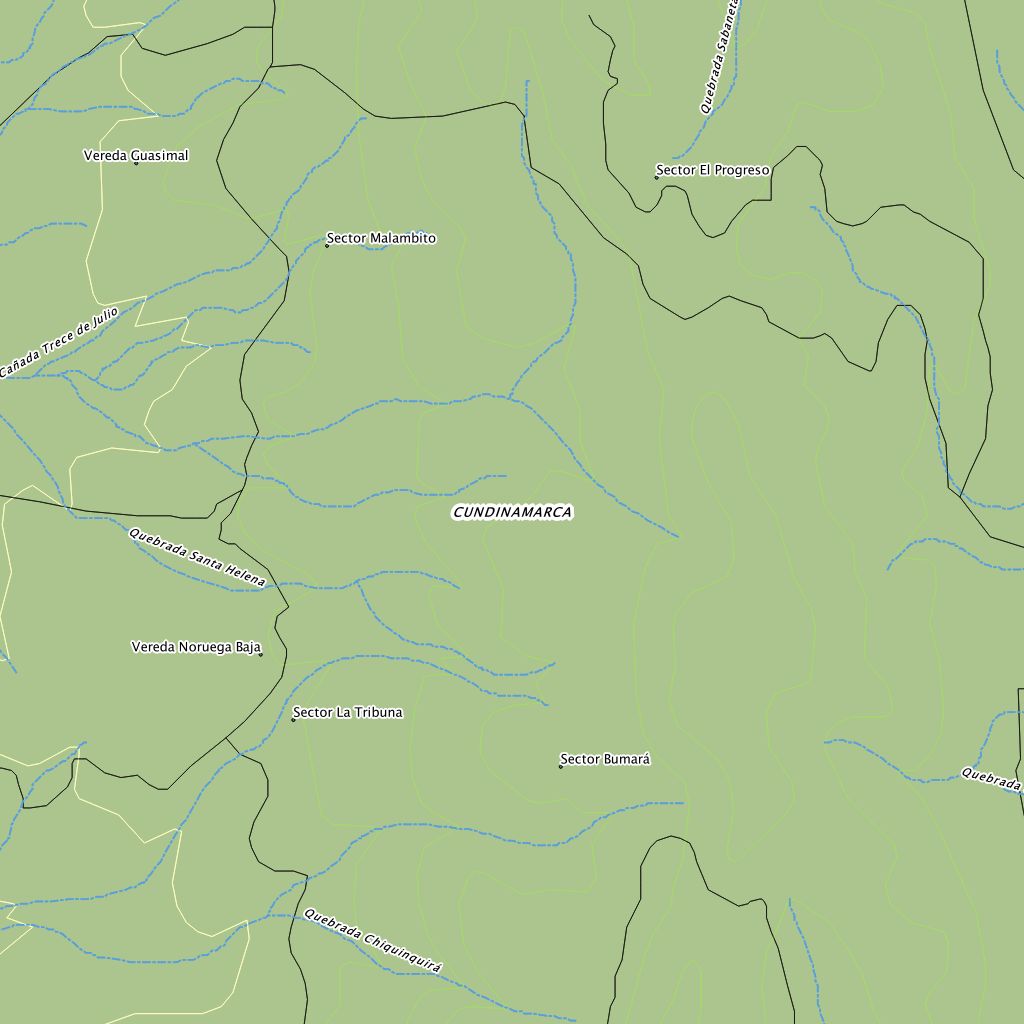 Quebrada Sabaneta
Vereda Guasimal
Sector El Progreso
Sector Malambito
Cañada Trece de Julio
CUNDINAMARCA
Quebrada Santa Helena
Vereda Noruega Baja
Sector La Tribuna
Sector Bumará
Quebrada
Quebrada Chiquinquirá